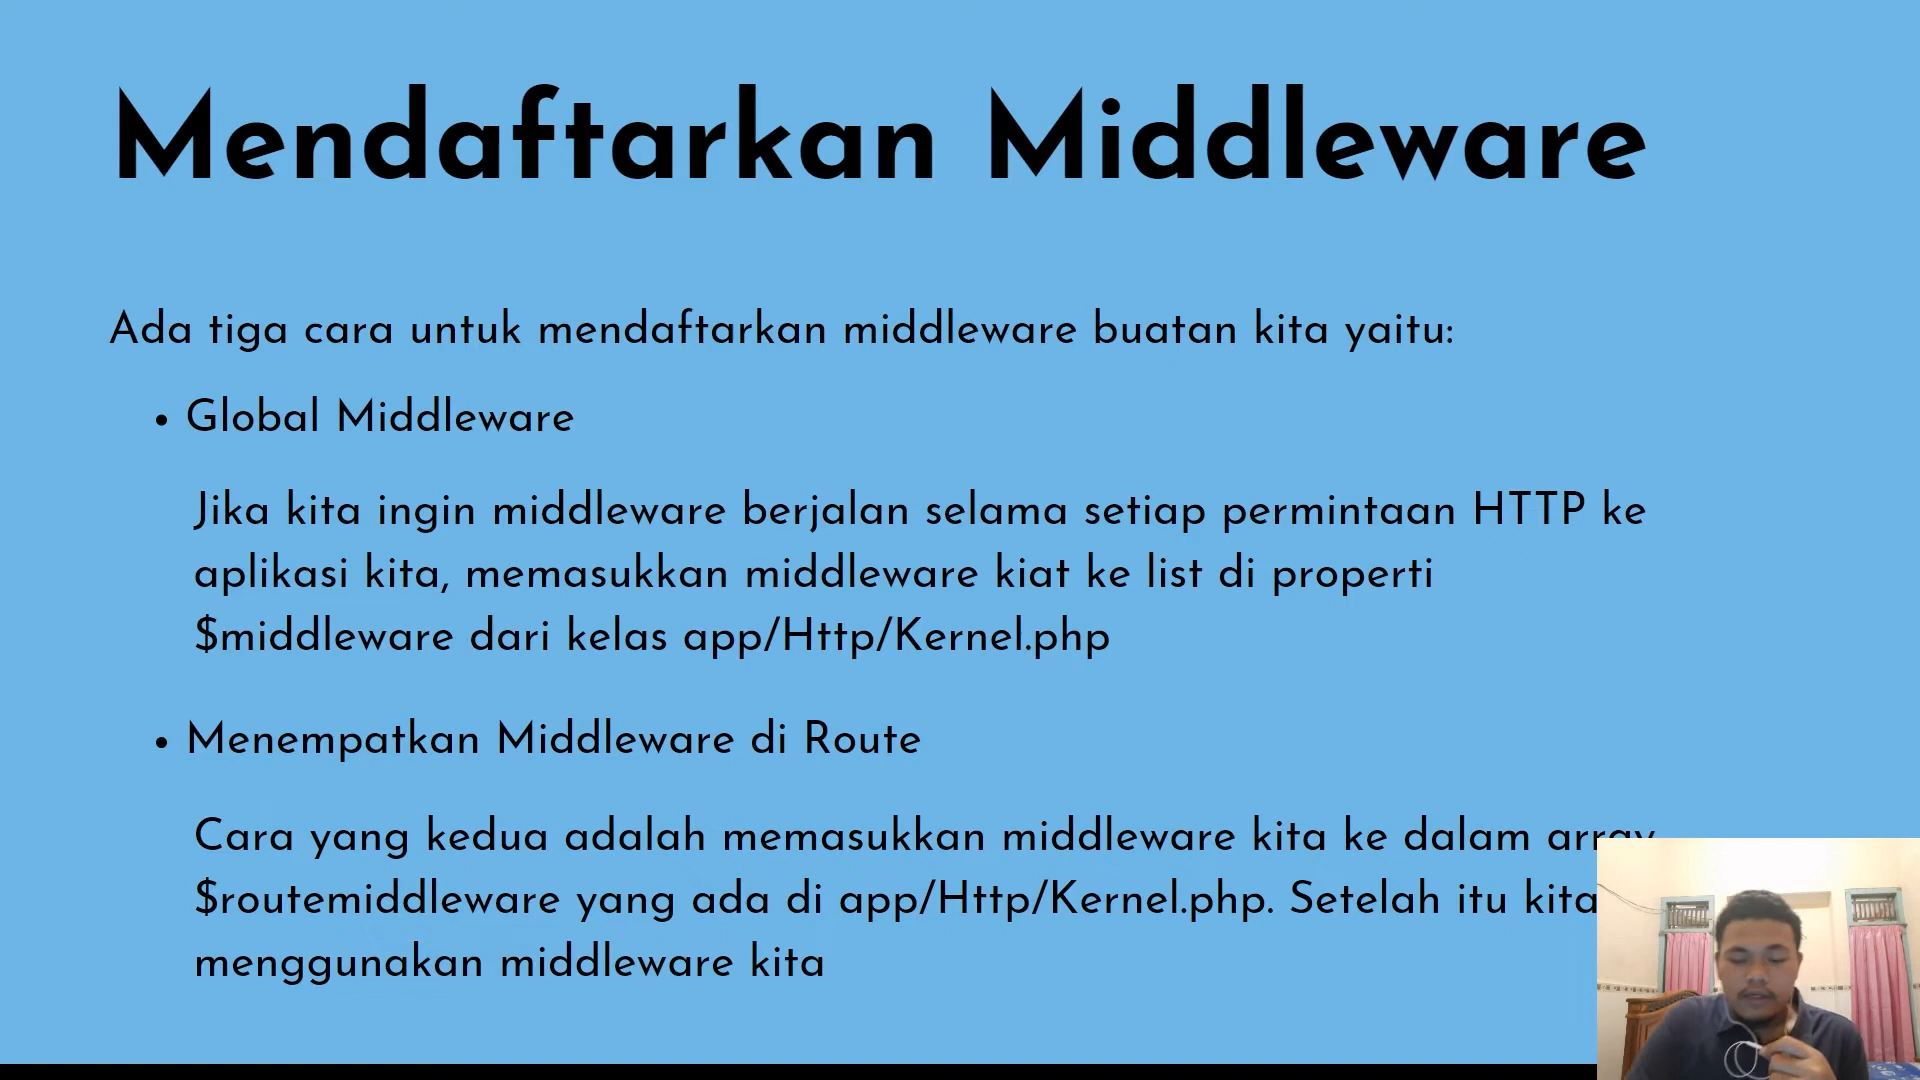 Mendaftarkan Middleware
Ada tiga cara untuk mendaftarkan middleware buatan kita yaitu:
• Global Middleware
Jika kita ingin middleware berjalan selama setiap permintaan HTTP ke
aplikasi kita, memasukkan middleware kiat ke list di properti
$middleware dari kelas app/Http/Kernel.php
• Menempatkan Middleware di Route
Cara yang kedua adalah memasukkan middleware kita ke dalam array
$routemiddleware yang ada di app/Http/Kernel.php. Setelah itu kita
menggunakan middleware kita